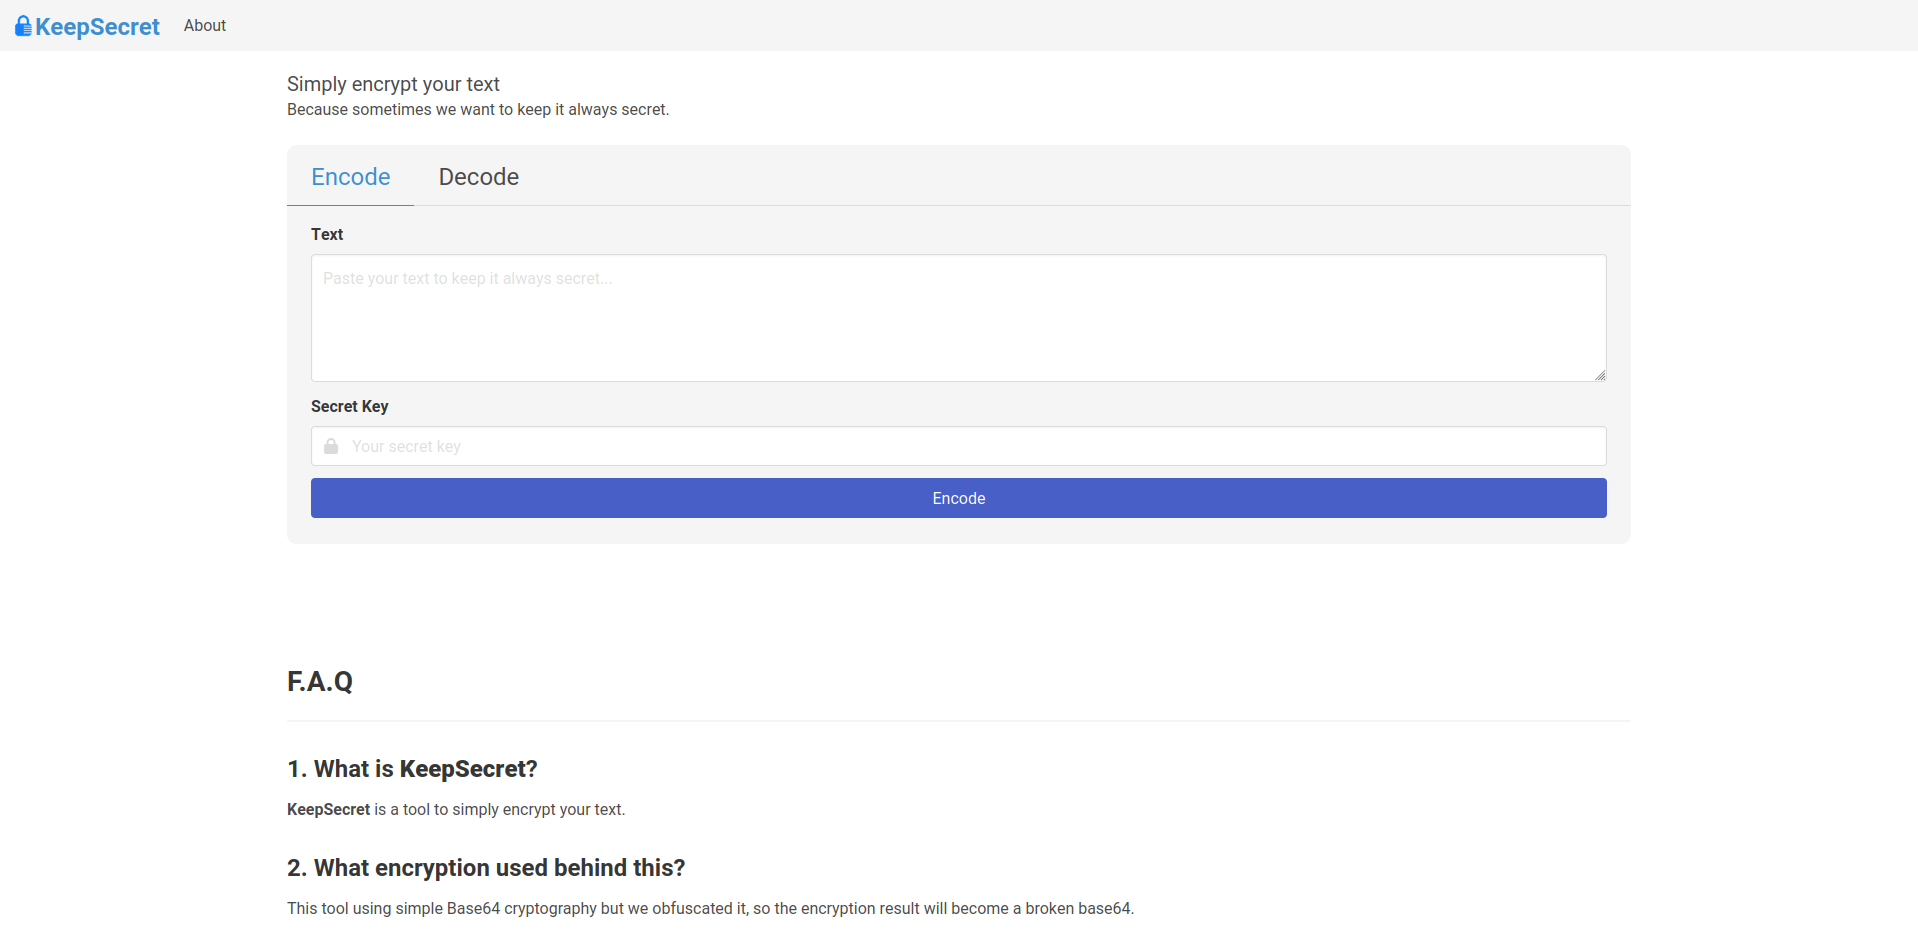 KeepSecret About
Simply encrypt your text
Because sometimes we want to keep it always secret.
Encode Decode
Text
Paste your text to keep it always secret...
Secret Key
Your secret key
Encode
F.A.Q
1. What is KeepSecret?
KeepSecret is a tool to simply encrypt your text.
2. What encryption used behind this?
This tool using simple Base64 cryptography but we obfuscated it, so the encryption result will become a broken base64.